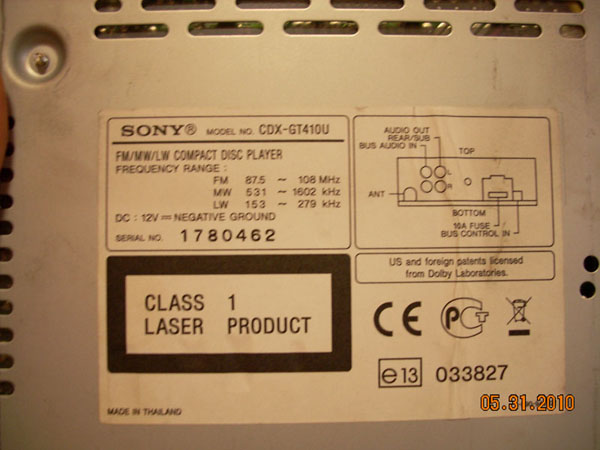 SONY® MODEL NO. CDX-GT410U
FM/MW/LW COMPACT DISC PLAYER
FREQUENCY RANGE :
FM 87.5 ~ 108 MHz
MW 531 ~ 1602 kHz
LW 153 ~ 279 kHz
DC : 12V ⎓ NEGATIVE GROUND
SERIAL NO. 1780462
AUDIO OUT
REAR/SUB
BUS AUDIO IN
TOP
L
R
ANT
BOTTOM
10A FUSE
BUS CONTROL IN
US and foreign patents licensed
from Dolby Laboratories.
CLASS 1
LASER PRODUCT
CE PCT
e13 033827
MADE IN THAILAND
05.31.2010